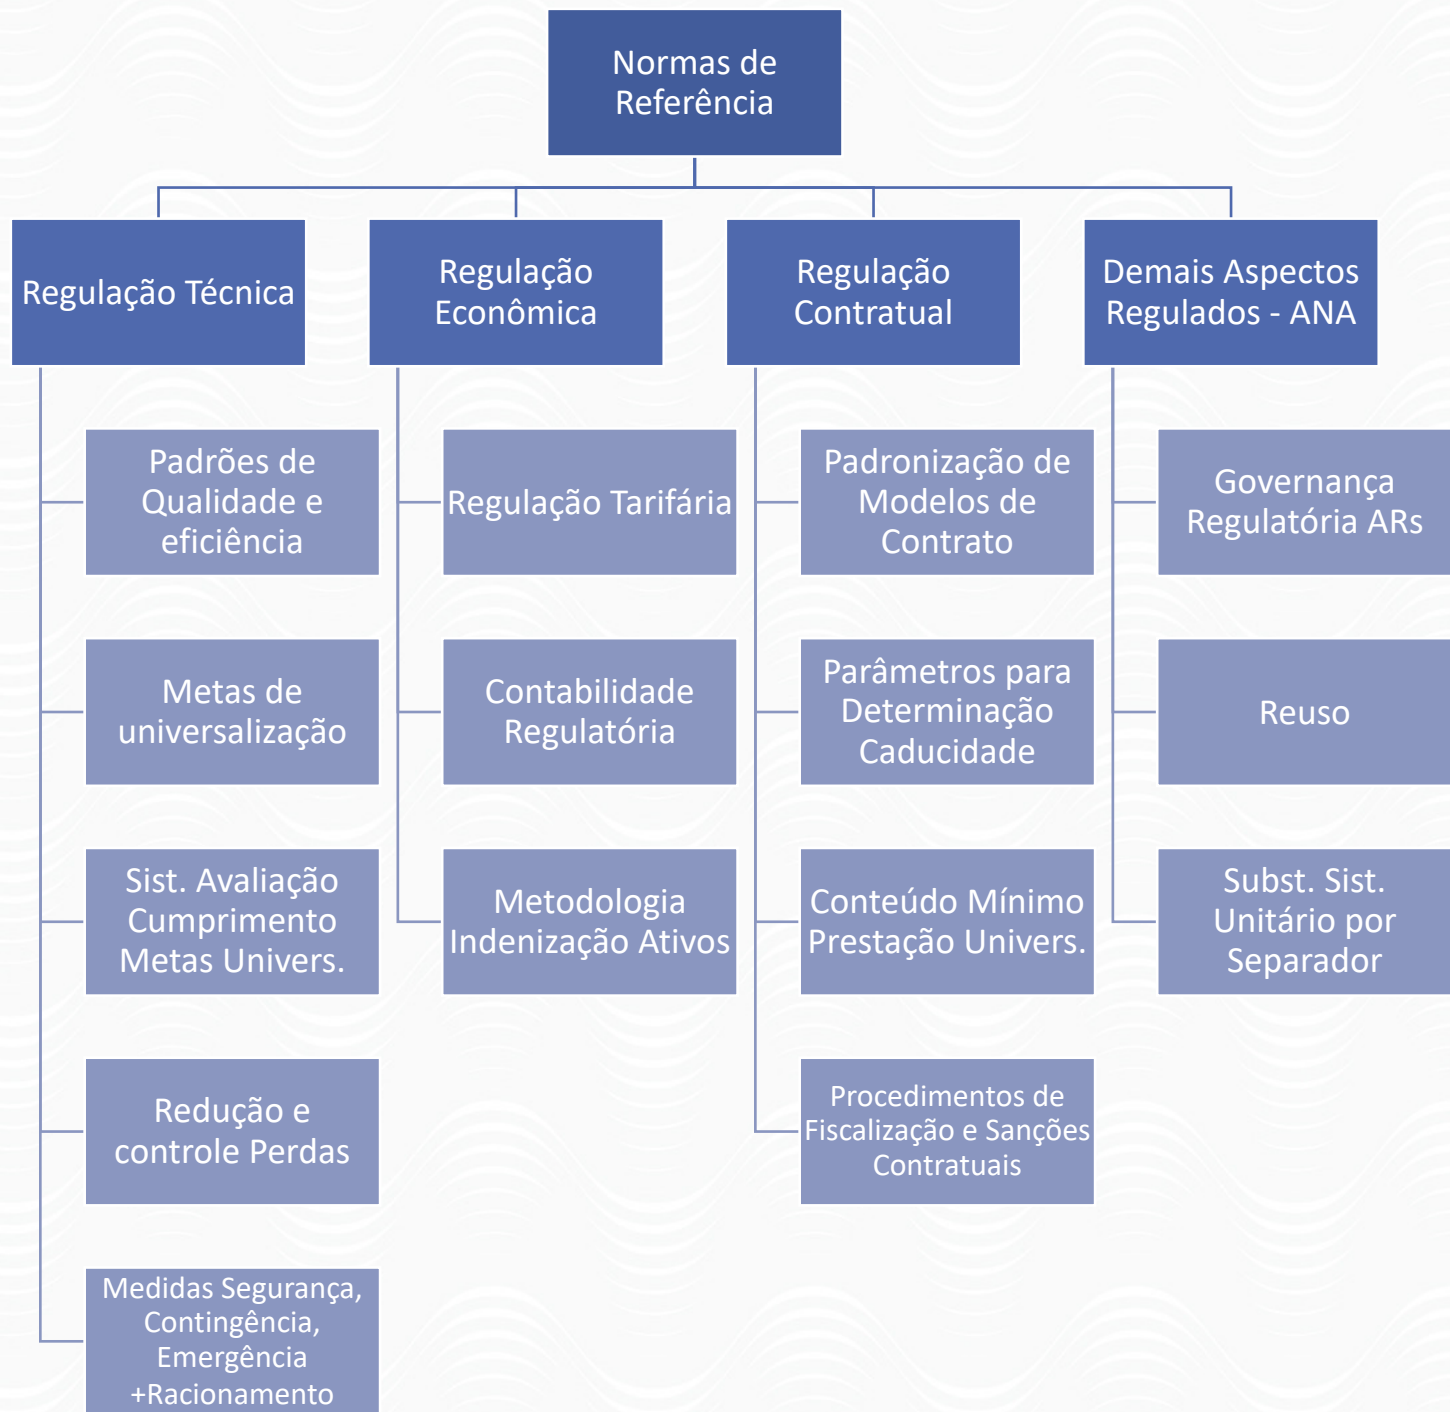 Normas de
Referência
Regulação Técnica
Regulação
Econômica
Regulação
Contratual
Demais Aspectos
Regulados - ANA
Padrões de
Qualidade e
eficiência
Metas de
universalização
Sist. Avaliação
Cumprimento
Metas Univers.
Redução e
controle Perdas
Medidas Segurança,
Contingência,
Emergência
+Racionamento
Regulação Tarifária
Contabilidade
Regulatória
Metodologia
Indenização Ativos
Padronização de
Modelos de
Contrato
Parâmetros para
Determinação
Caducidade
Conteúdo Mínimo
Prestação Univers.
Procedimentos de
Fiscalização e Sanções
Contratuais
Governança
Regulatória ARs
Reuso
Subst. Sist.
Unitário por
Separador